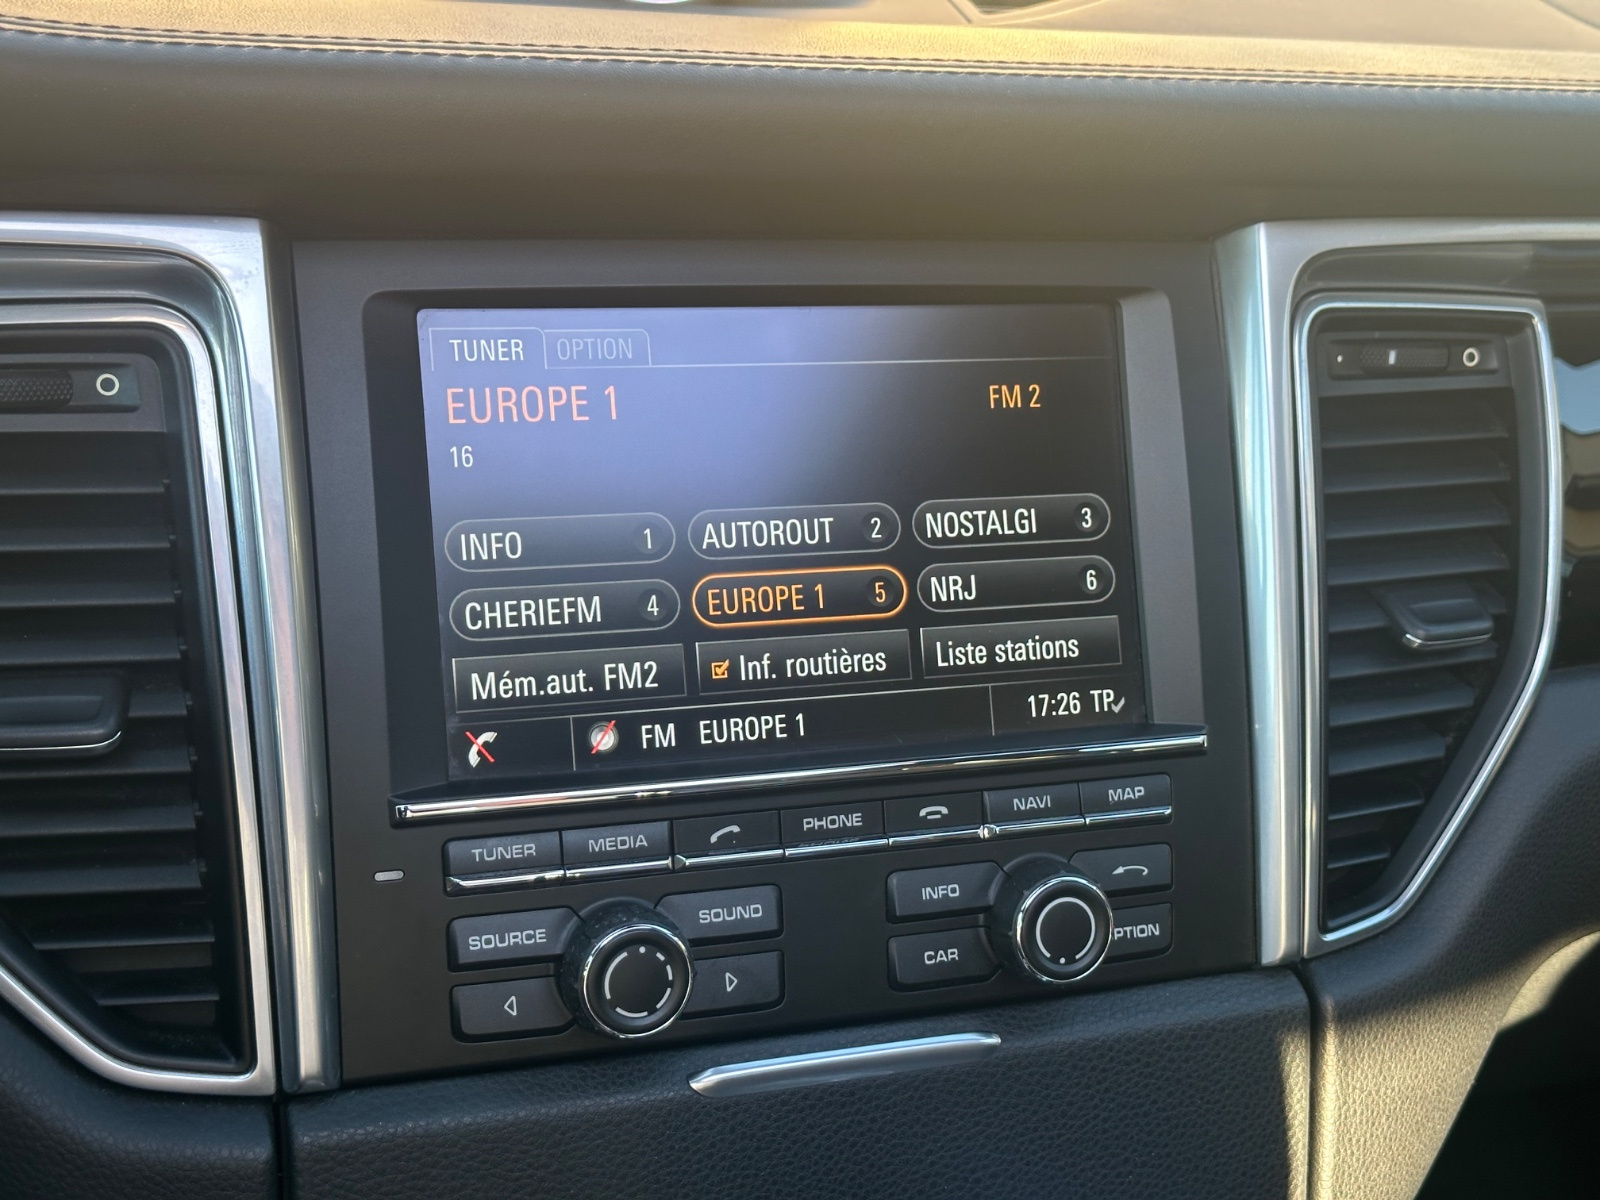 TUNER OPTION
EUROPE 1 FM 2
16
INFO 1 AUTOROUT 2 NOSTALGI 3
CHERIEFM 4 EUROPE 1 5 NRJ 6
Mém.aut. FM2 Inf. routières Liste stations
FM EUROPE 1 17:26 TP
TUNER MEDIA PHONE NAVI MAP
SOURCE SOUND INFO
CAR PTION